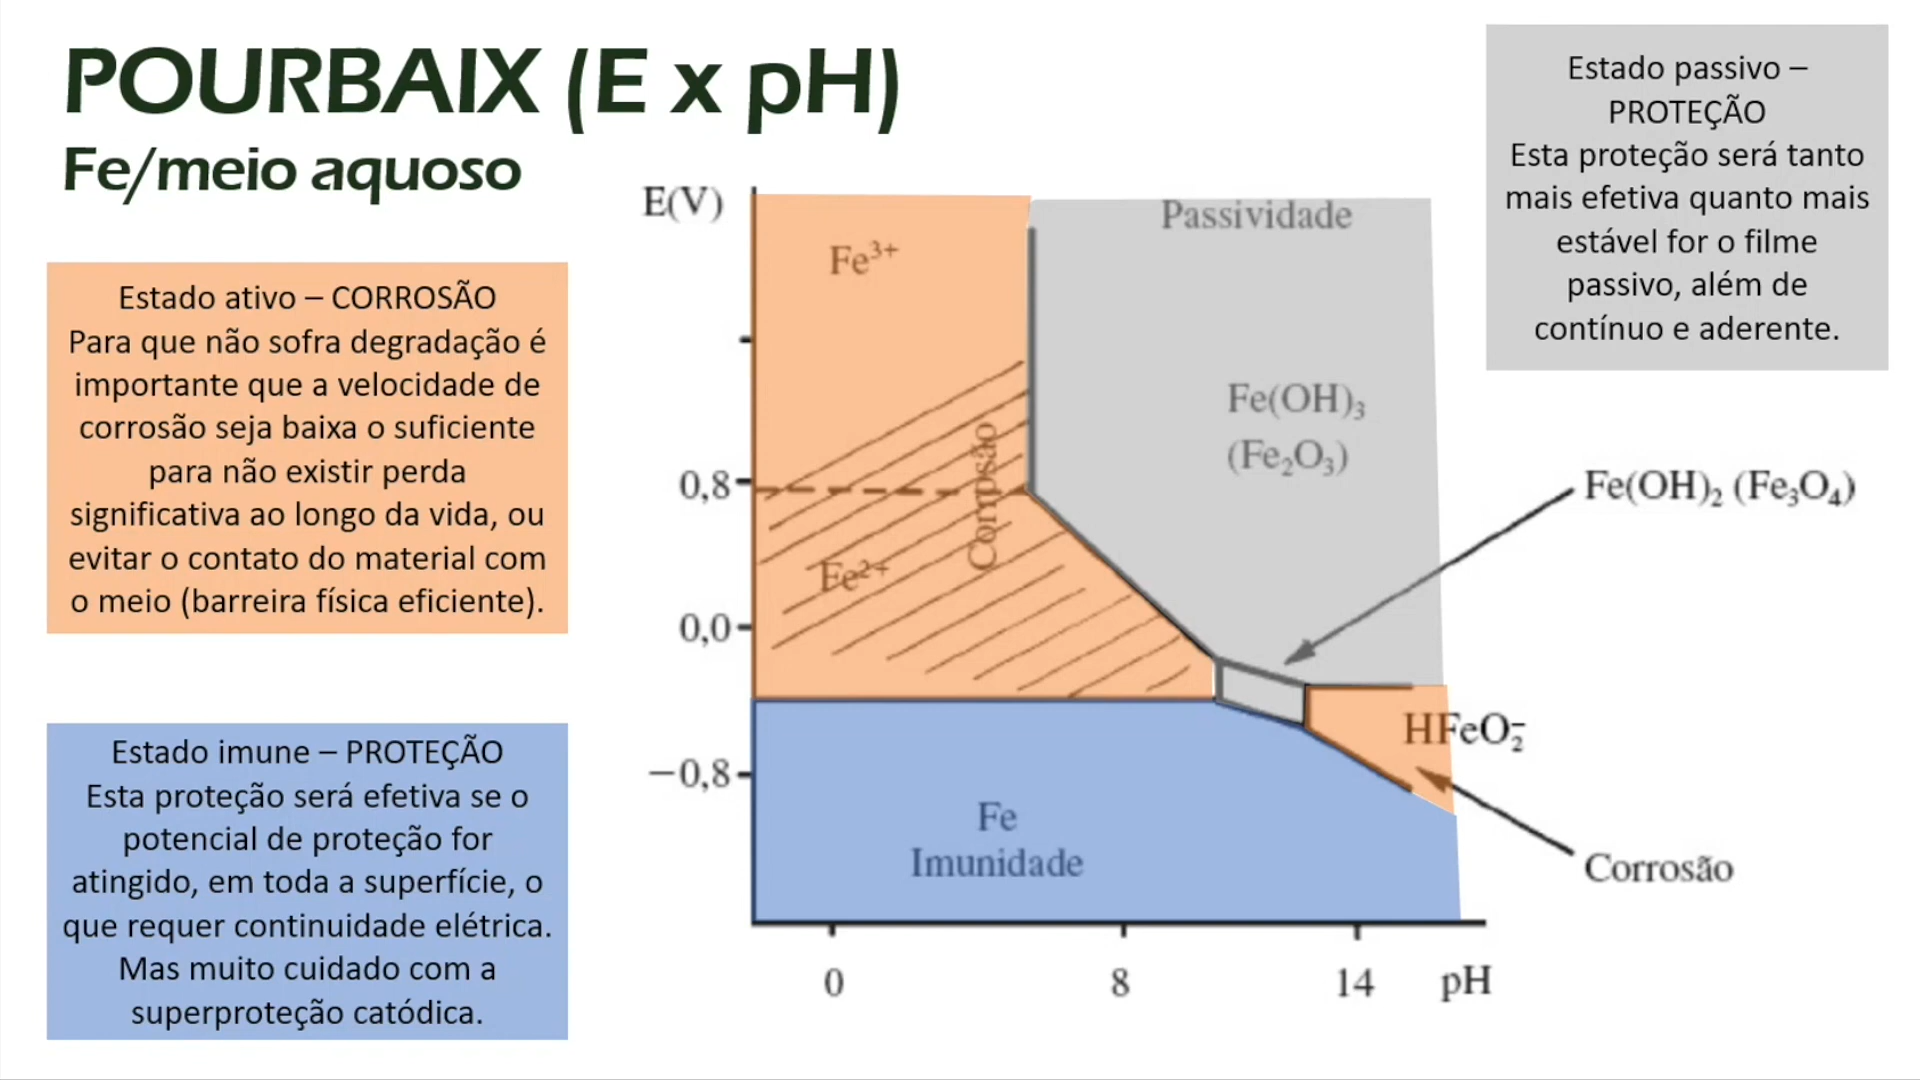 POURBAIX (E x pH)
Fe/meio aquoso
Estado passivo –
PROTEÇÃO
Esta proteção será tanto
mais efetiva quanto mais
estável for o filme
passivo, além de
contínuo e aderente.
Estado ativo – CORROSÃO
Para que não sofra degradação é
importante que a velocidade de
corrosão seja baixa o suficiente
para não existir perda
significativa ao longo da vida, ou
evitar o contato do material com
o meio (barreira física eficiente).
Estado imune – PROTEÇÃO
Esta proteção será efetiva se o
potencial de proteção for
atingido, em toda a superfície, o
que requer continuidade elétrica.
Mas muito cuidado com a
superproteção catódica.
E(V)
Passividade
Fe³⁺
Fe(OH)₃
(Fe₂O₃)
Corrosão
0,8
Fe(OH)₂ (Fe₃O₄)
Fe²⁺
0,0
HFeO₂⁻
−0,8
Fe
Imunidade
Corrosão
0 8 14 pH